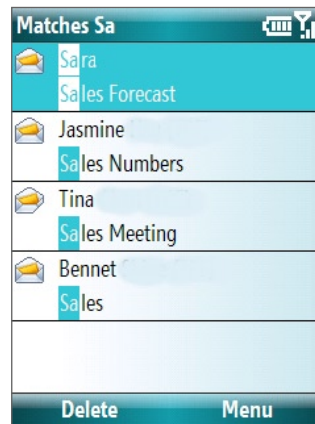 Matches Sa
Sara
Sales Forecast
Jasmine
Sales Numbers
Tina
Sales Meeting
Bennet
Sales
Delete Menu